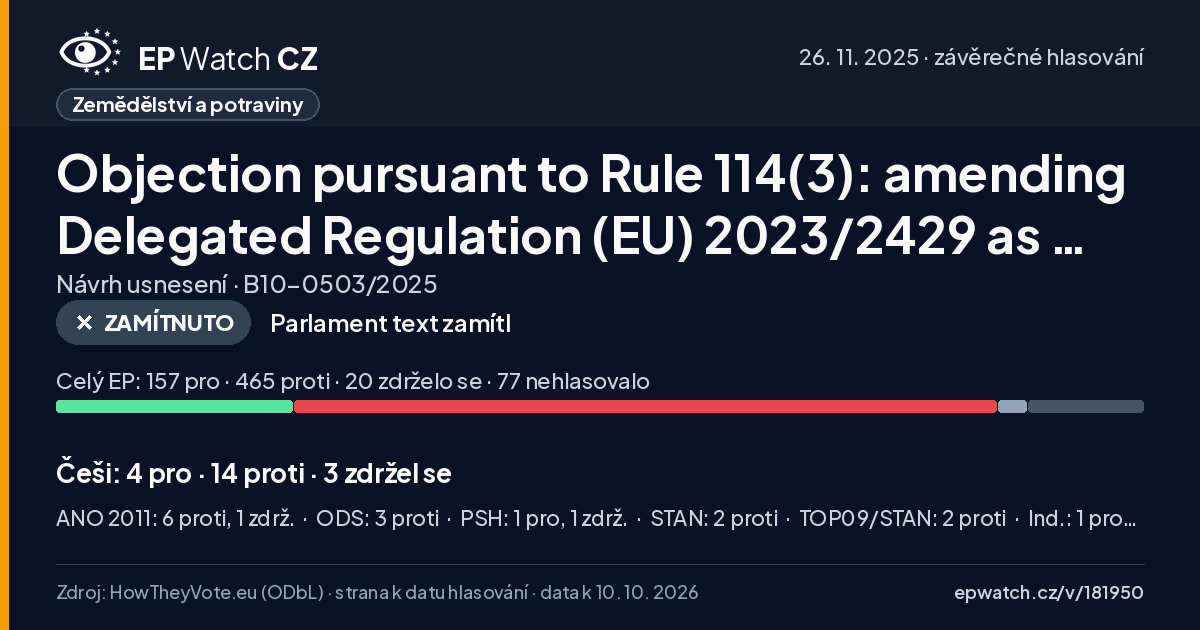 EP Watch CZ
26. 11. 2025 · závěrečné hlasování
Zemědělství a potraviny
Objection pursuant to Rule 114(3): amending
Delegated Regulation (EU) 2023/2429 as ...
Návrh usnesení · B10-0503/2025
✕ ZAMÍTNUTO Parlament text zamítl
Celý EP: 157 pro · 465 proti · 20 zdrželo se · 77 nehlasovalo
Češi: 4 pro · 14 proti · 3 zdržel se
ANO 2011: 6 proti, 1 zdrž. · ODS: 3 proti · PSH: 1 pro, 1 zdrž. · STAN: 2 proti · TOP09/STAN: 2 proti · Ind.: 1 pro...
Zdroj: HowTheyVote.eu (ODbL) · strana k datu hlasování · data k 10. 10. 2026
epwatch.cz/v/181950